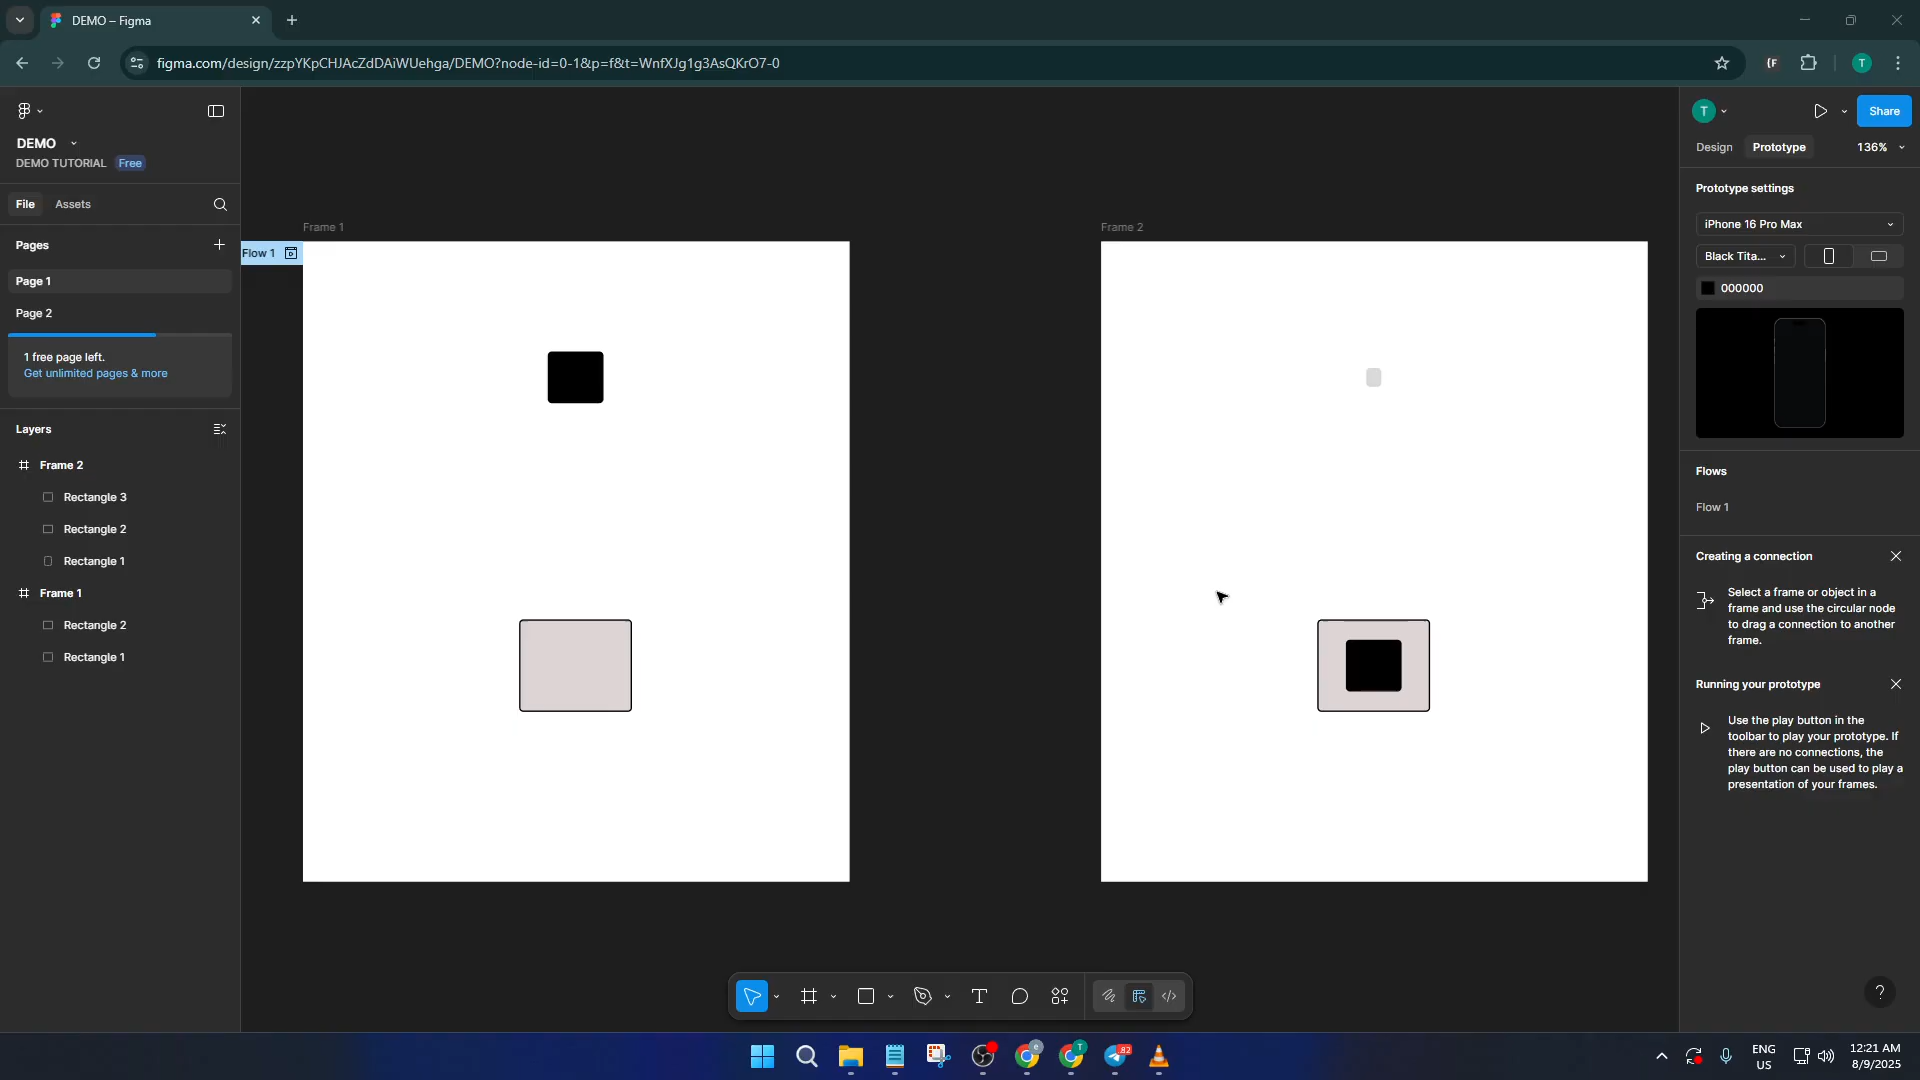 DEMO – Figma
figma.com/design/zzpYKpCHJAcZdDAiWUehga/DEMO?node-id=0-1&p=f&t=WnfXJg1g3AsQKrO7-0
T
DEMO
DEMO TUTORIAL Free
File Assets
Pages
Page 1
Page 2
1 free page left.
Get unlimited pages & more
Layers
Frame 2
Rectangle 3
Rectangle 2
Rectangle 1
Frame 1
Rectangle 2
Rectangle 1
Frame 1
Flow 1
Frame 2
T
Share
Design Prototype 136%
Prototype settings
iPhone 16 Pro Max
Black Tita...
000000
Flows
Flow 1
Creating a connection
Select a frame or object in a
frame and use the circular node
to drag a connection to another
frame.
Running your prototype
Use the play button in the
toolbar to play your prototype. If
there are no connections, the
play button can be used to play a
presentation of your frames.
?
e
T
82
ENG
US
12:21 AM
8/9/2025